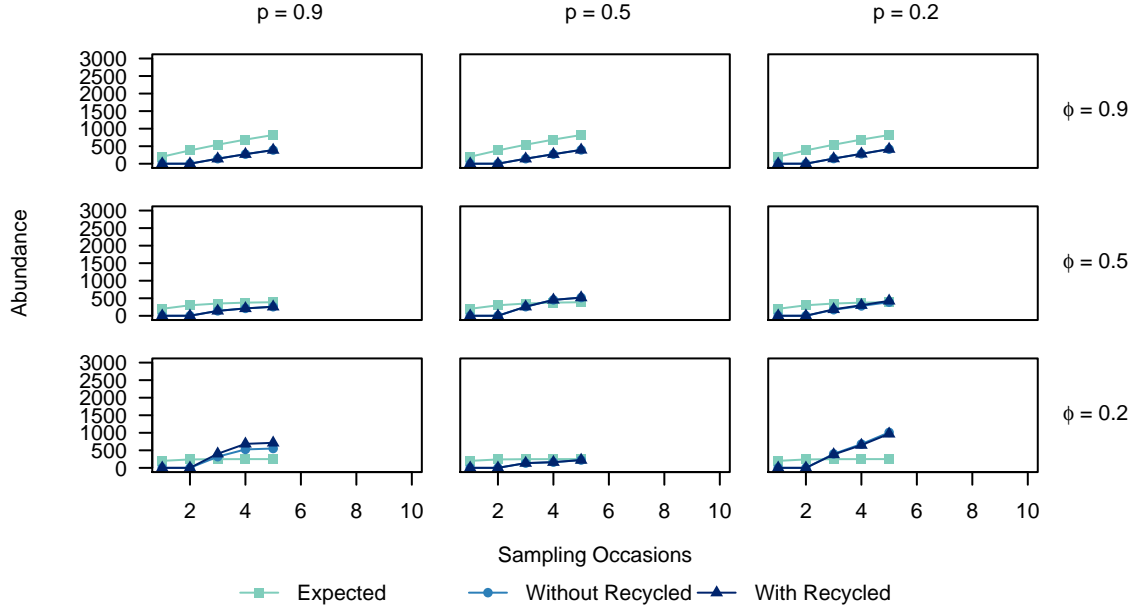 p = 0.9 p = 0.5 p = 0.2
3000
2500
2000
1500
1000
500
0
ϕ = 0.9
3000
2500
2000
1500
1000
500
0
ϕ = 0.5
Abundance
3000
2500
2000
1500
1000
500
0
ϕ = 0.2
2 4 6 8 10 2 4 6 8 10 2 4 6 8 10
Sampling Occasions
Expected Without Recycled With Recycled